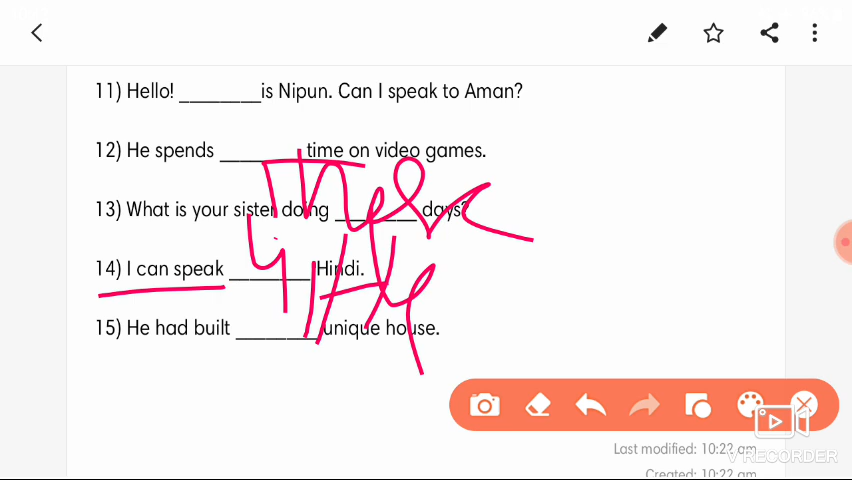 11) Hello! ________is Nipun. Can I speak to Aman?
12) He spends ________ time on video games.
13) What is your sister doing ________ days?
These
14) I can speak ________ Hindi.
little
15) He had built ________ unique house.
Last modified: 10:22 am
V RECORDER
Created: 10:22 am